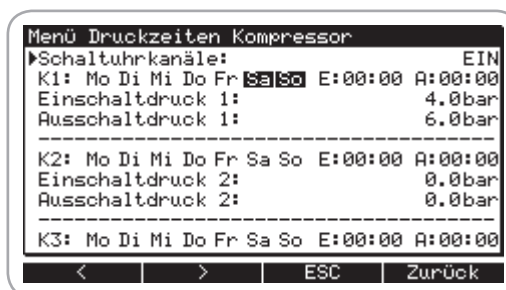 Menü Druckzeiten Kompressor
▶Schaltuhrkanäle: EIN
K1: Mo Di Mi Do Fr Sa So E:00:00 A:00:00
Einschaltdruck 1: 4.0bar
Ausschaltdruck 1: 6.0bar
----------------------------------------
K2: Mo Di Mi Do Fr Sa So E:00:00 A:00:00
Einschaltdruck 2: 0.0bar
Ausschaltdruck 2: 0.0bar
----------------------------------------
K3: Mo Di Mi Do Fr Sa So E:00:00 A:00:00
< > ESC Zurück